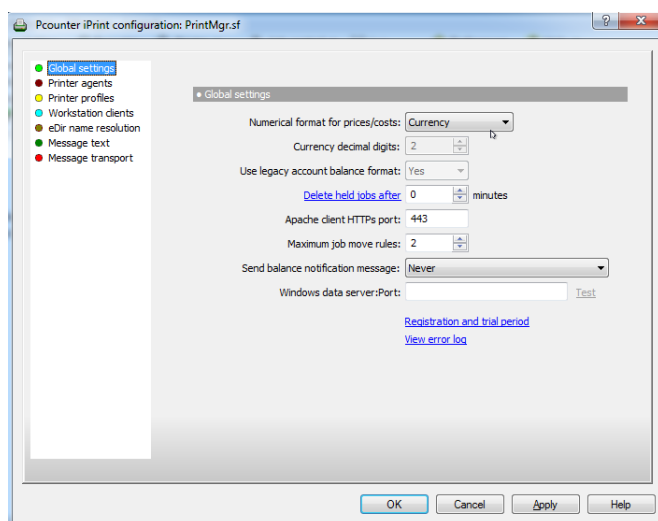 Pcounter iPrint configuration: PrintMgr.sf
Global settings
Printer agents
Printer profiles
Workstation clients
eDir name resolution
Message text
Message transport
Global settings
Numerical format for prices/costs: Currency
Currency decimal digits: 2
Use legacy account balance format: Yes
Delete held jobs after 0 minutes
Apache client HTTPs port: 443
Maximum job move rules: 2
Send balance notification message: Never
Windows data server:Port: Test
Registration and trial period
View error log
OK Cancel Apply Help